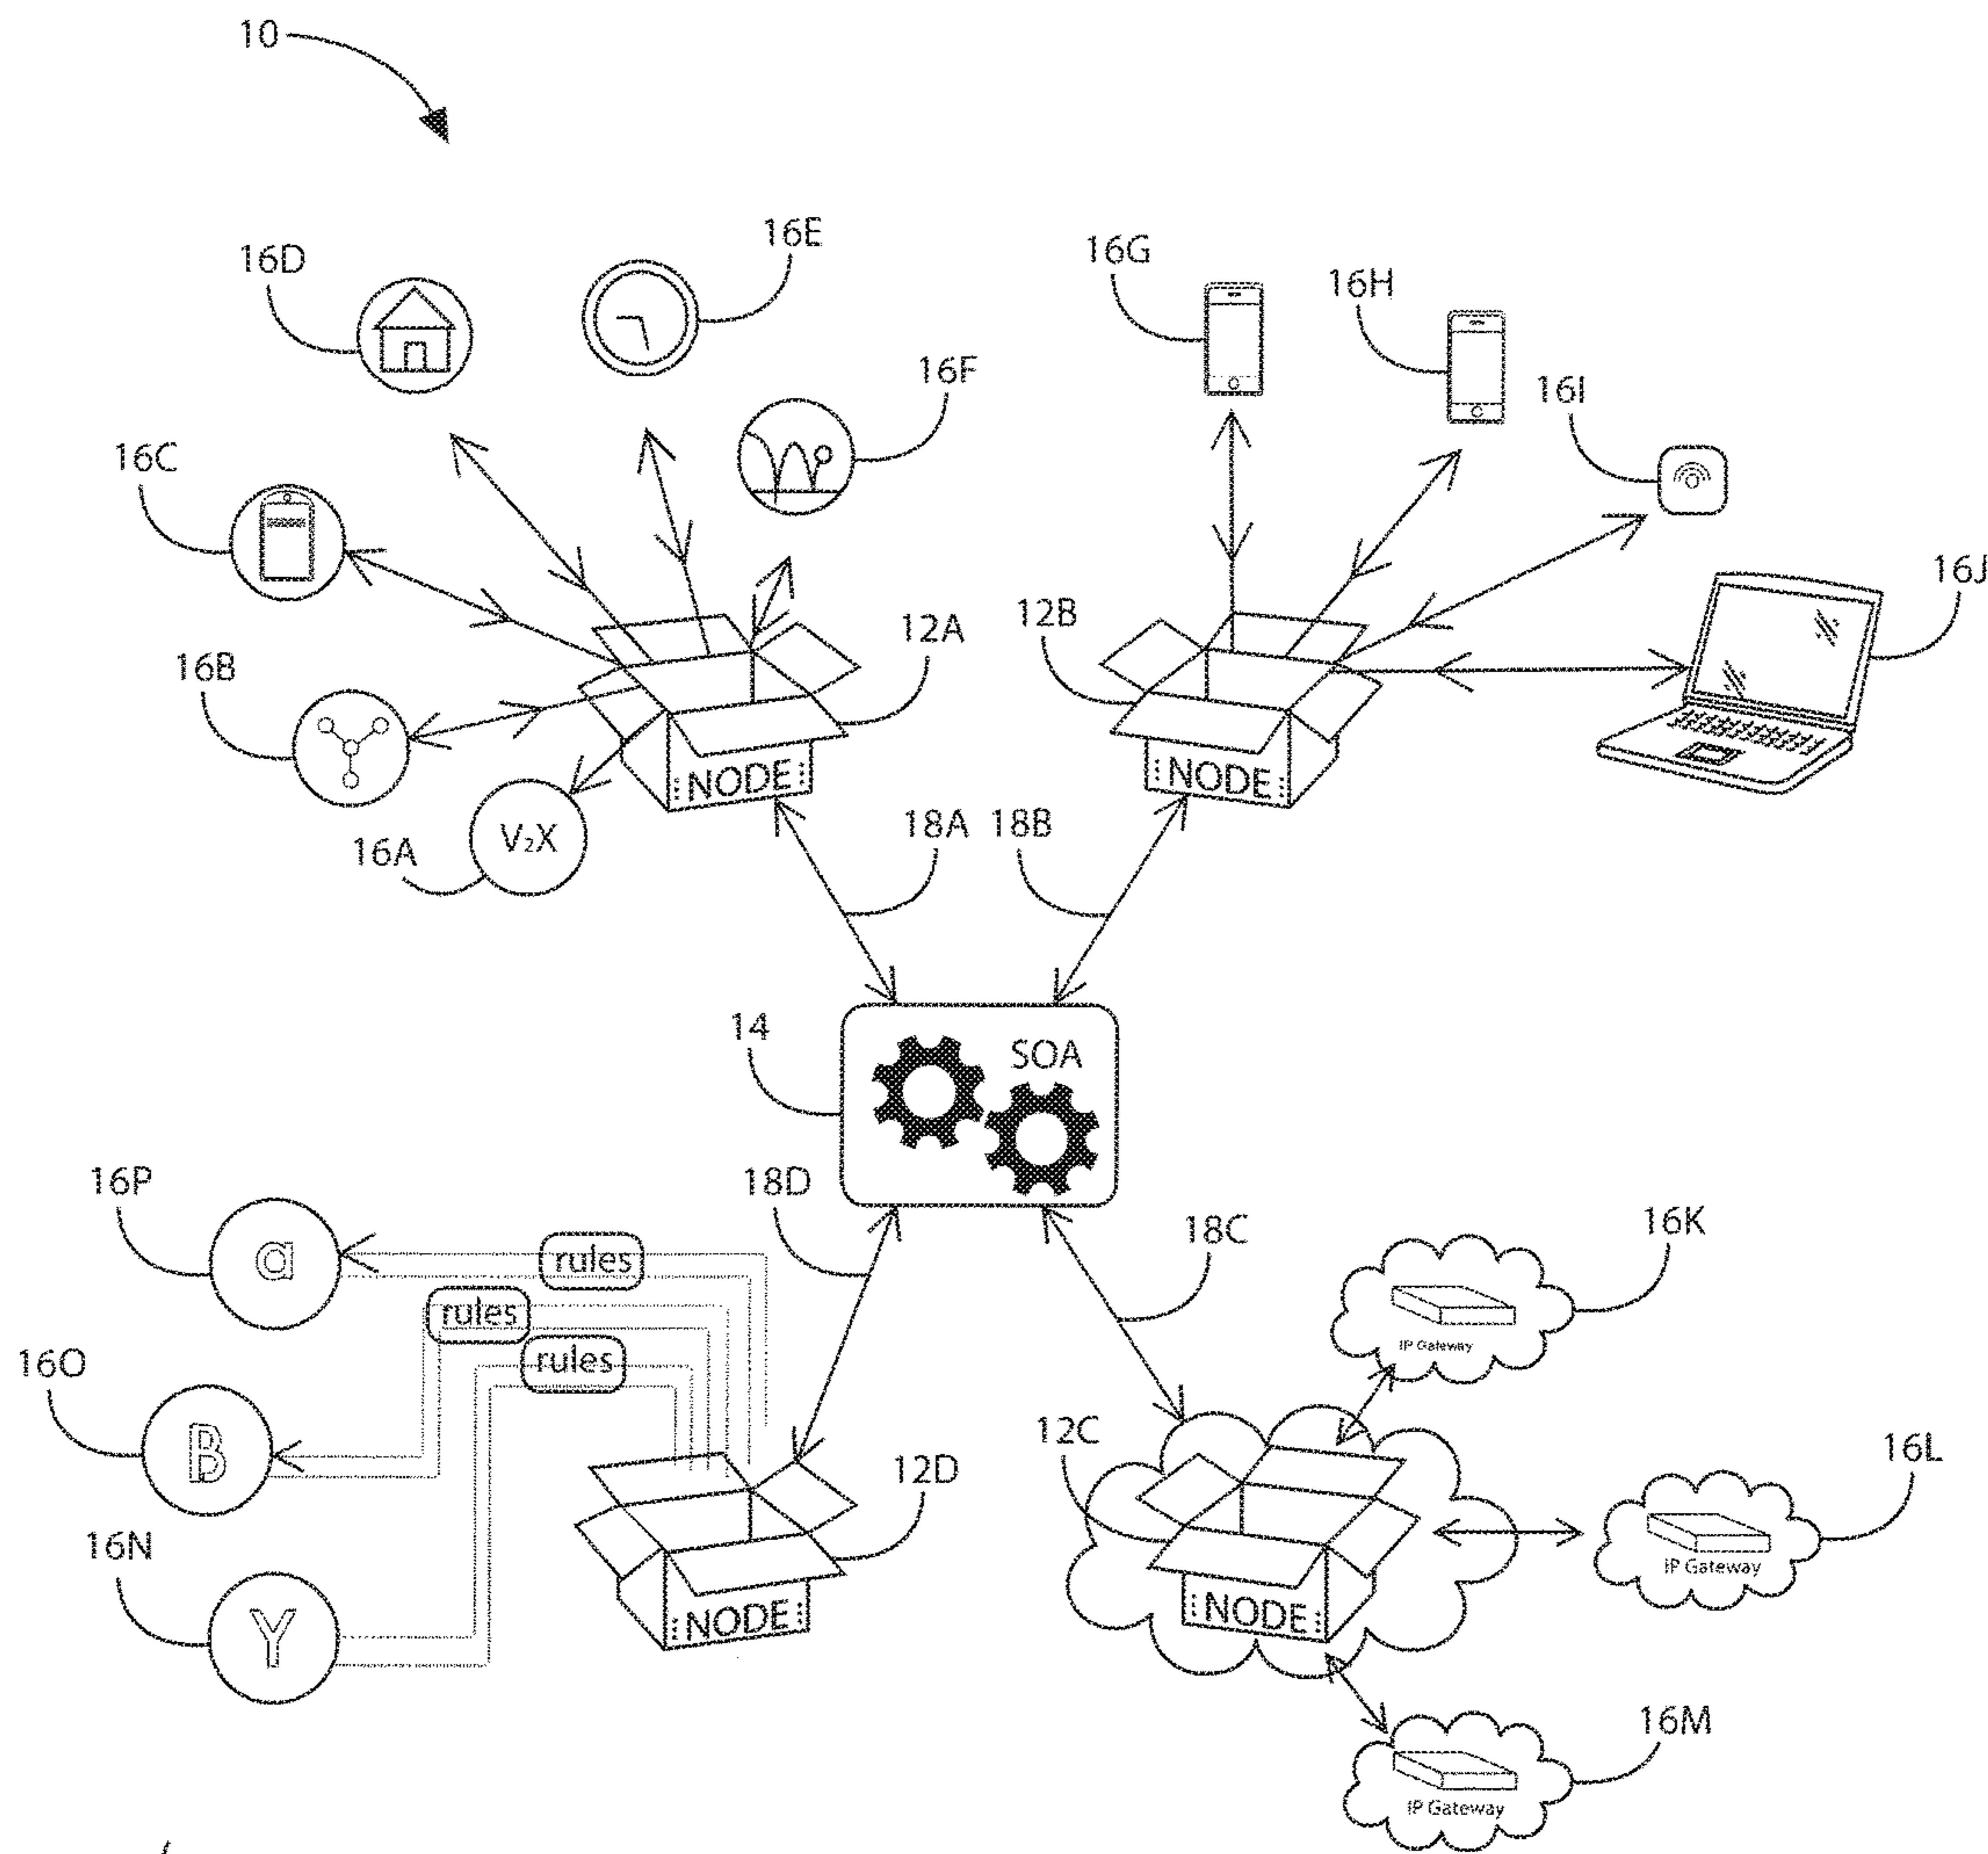 10
16D
16E
16G
16H
16F
16I
16C
16J
12A
12B
16B
NODE
NODE
V₂X
16A
18A
18B
14
SOA
16P
18D
18C
16K
a
rules
rules
IP Gateway
rules
16O
B
12C
12D
16L
16N
IP Gateway
Y
NODE
NODE
16M
IP Gateway